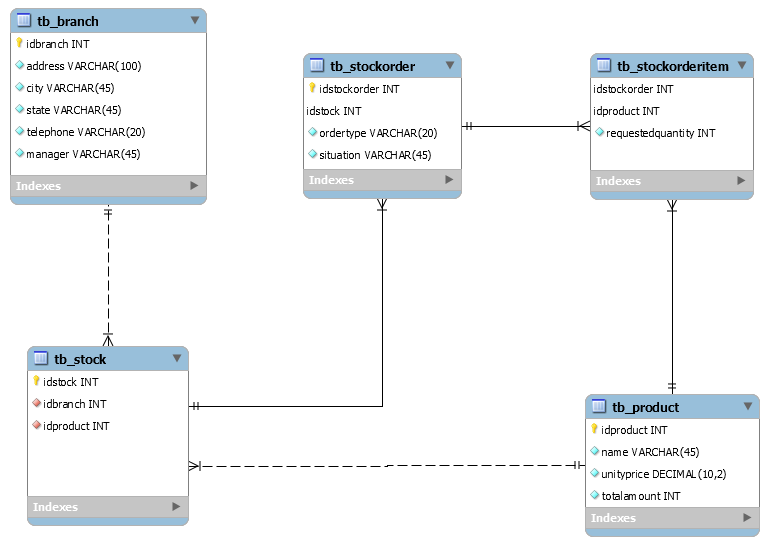 tb_branch
idbranch INT
address VARCHAR(100)
city VARCHAR(45)
state VARCHAR(45)
telephone VARCHAR(20)
manager VARCHAR(45)
Indexes
tb_stockorder
idstockorder INT
idstock INT
ordertype VARCHAR(20)
situation VARCHAR(45)
Indexes
tb_stockorderitem
idstockorder INT
idproduct INT
requestedquantity INT
Indexes
tb_stock
idstock INT
idbranch INT
idproduct INT
Indexes
tb_product
idproduct INT
name VARCHAR(45)
unityprice DECIMAL(10,2)
totalamount INT
Indexes